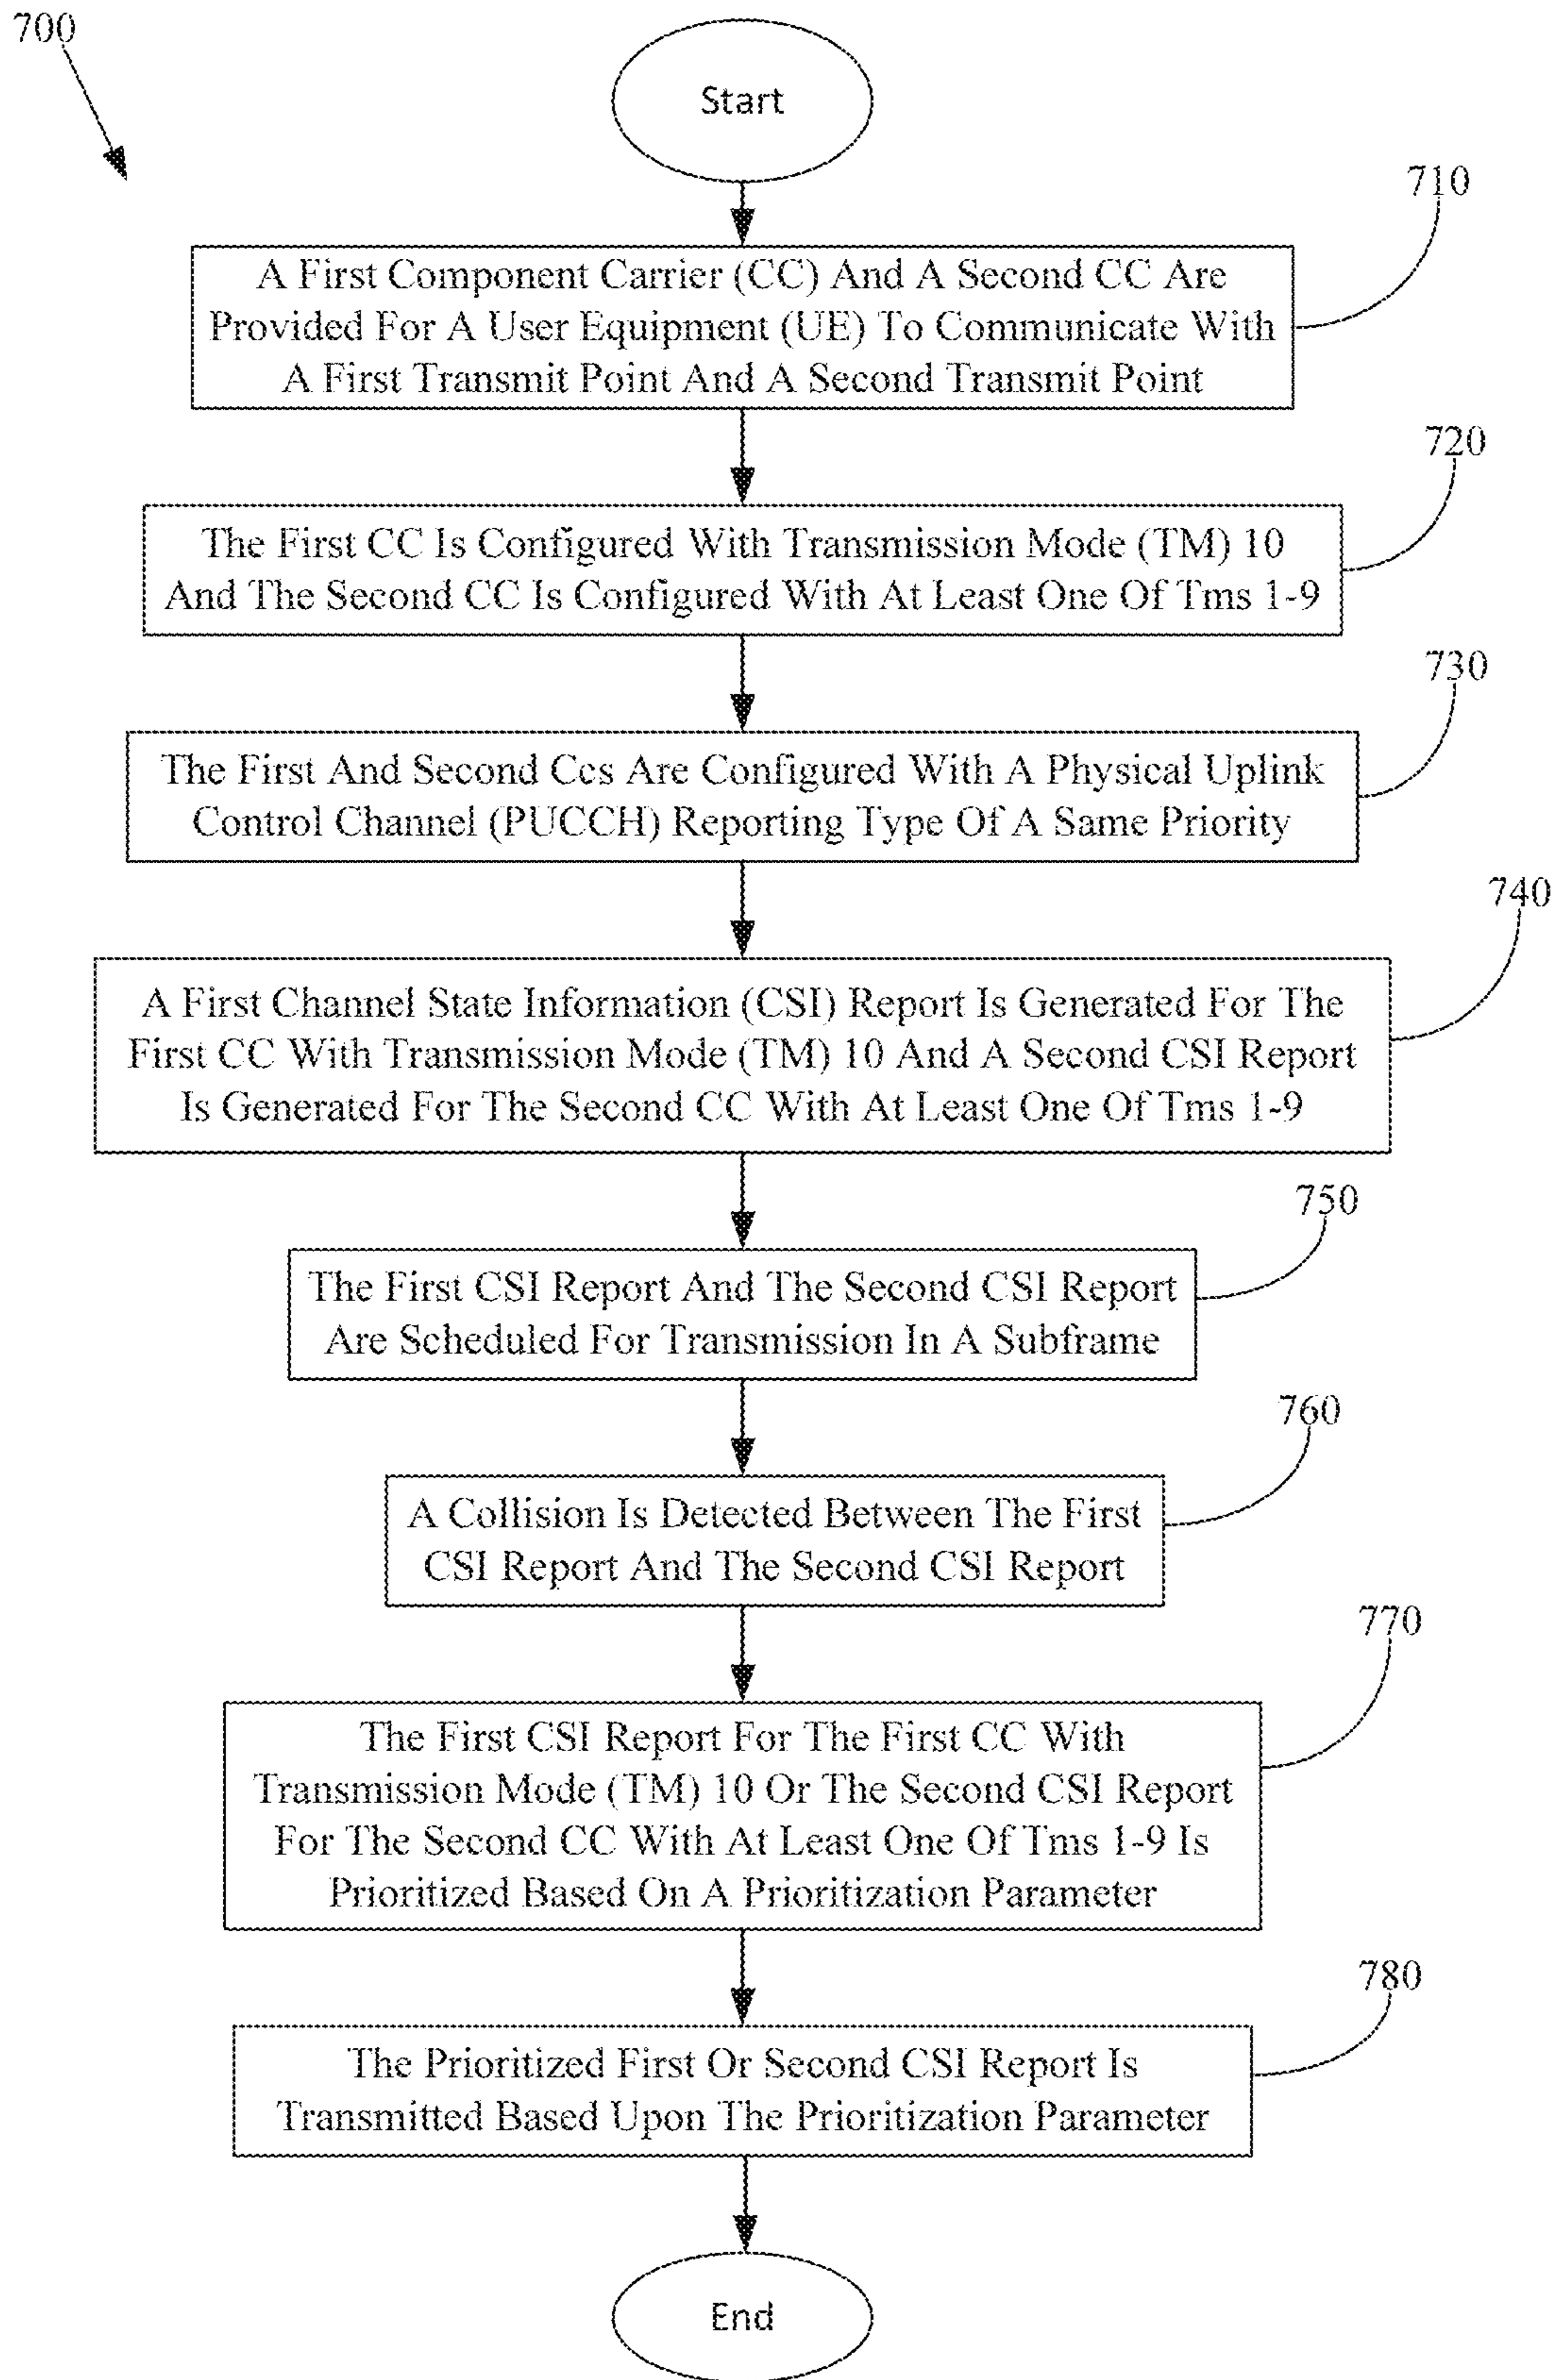 700
Start
710
A First Component Carrier (CC) And A Second CC Are
Provided For A User Equipment (UE) To Communicate With
A First Transmit Point And A Second Transmit Point
720
The First CC Is Configured With Transmission Mode (TM) 10
And The Second CC Is Configured With At Least One Of Tms 1-9
730
The First And Second Ccs Are Configured With A Physical Uplink
Control Channel (PUCCH) Reporting Type Of A Same Priority
740
A First Channel State Information (CSI) Report Is Generated For The
First CC With Transmission Mode (TM) 10 And A Second CSI Report
Is Generated For The Second CC With At Least One Of Tms 1-9
750
The First CSI Report And The Second CSI Report
Are Scheduled For Transmission In A Subframe
760
A Collision Is Detected Between The First
CSI Report And The Second CSI Report
770
The First CSI Report For The First CC With
Transmission Mode (TM) 10 Or The Second CSI Report
For The Second CC With At Least One Of Tms 1-9 Is
Prioritized Based On A Prioritization Parameter
780
The Prioritized First Or Second CSI Report Is
Transmitted Based Upon The Prioritization Parameter
End